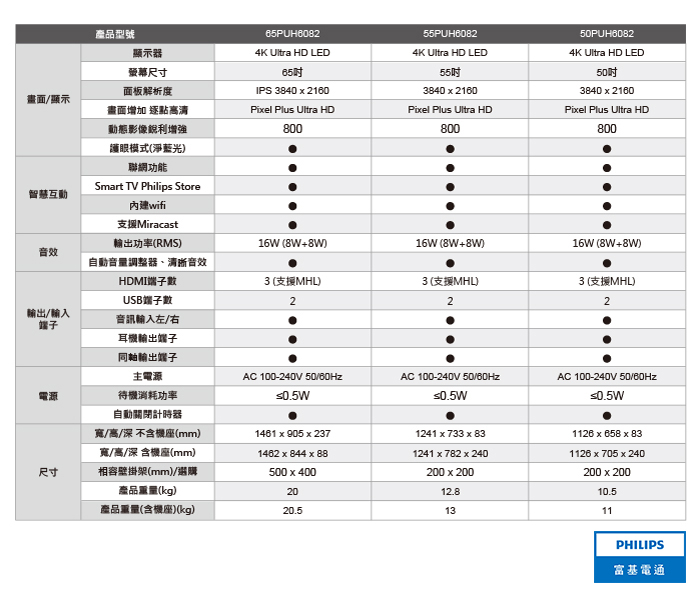 產品型號 65PUH6082 55PUH6082 50PUH6082
畫面/顯示
顯示器 4K Ultra HD LED 4K Ultra HD LED 4K Ultra HD LED
螢幕尺寸 65吋 55吋 50吋
面板解析度 IPS 3840 x 2160 3840 x 2160 3840 x 2160
畫面增加 逐點高清 Pixel Plus Ultra HD Pixel Plus Ultra HD Pixel Plus Ultra HD
動態影像銳利增強 800 800 800
護眼模式(淨藍光) ● ● ●
智慧互動
聯網功能 ● ● ●
Smart TV Philips Store ● ● ●
內建wifi ● ● ●
支援Miracast ● ● ●
音效
輸出功率(RMS) 16W (8W+8W) 16W (8W+8W) 16W (8W+8W)
自動音量調整器、清晰音效 ● ● ●
輸出/輸入
端子
HDMI端子數 3 (支援MHL) 3 (支援MHL) 3 (支援MHL)
USB端子數 2 2 2
音訊輸入左/右 ● ● ●
耳機輸出端子 ● ● ●
同軸輸出端子 ● ● ●
電源
主電源 AC 100-240V 50/60Hz AC 100-240V 50/60Hz AC 100-240V 50/60Hz
待機消耗功率 ≤0.5W ≤0.5W ≤0.5W
自動關閉計時器 ● ● ●
尺寸
寬/高/深 不含機座(mm) 1461 x 905 x 237 1241 x 733 x 83 1126 x 658 x 83
寬/高/深 含機座(mm) 1462 x 844 x 88 1241 x 782 x 240 1126 x 705 x 240
相容壁掛架(mm)/選購 500 x 400 200 x 200 200 x 200
產品重量(kg) 20 12.8 10.5
產品重量(含機座)(kg) 20.5 13 11
PHILIPS
富基電通